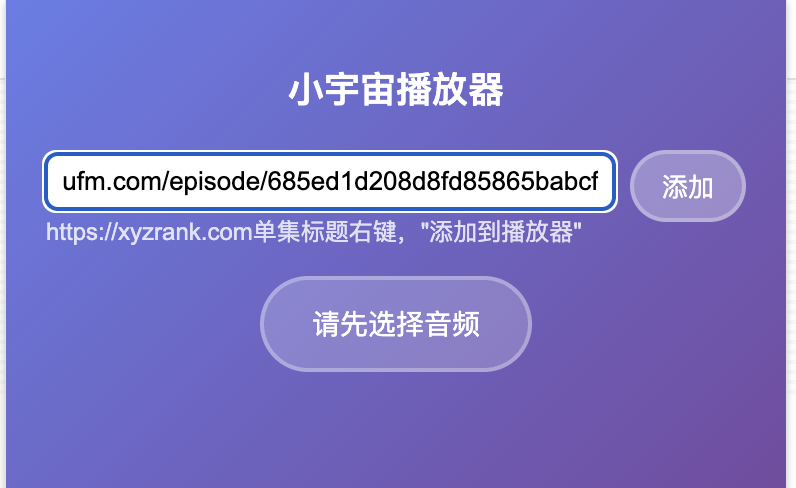 小宇宙播放器
ufm.com/episode/685ed1d208d8fd85865babcf
添加
https://xyzrank.com单集标题右键，"添加到播放器"
请先选择音频